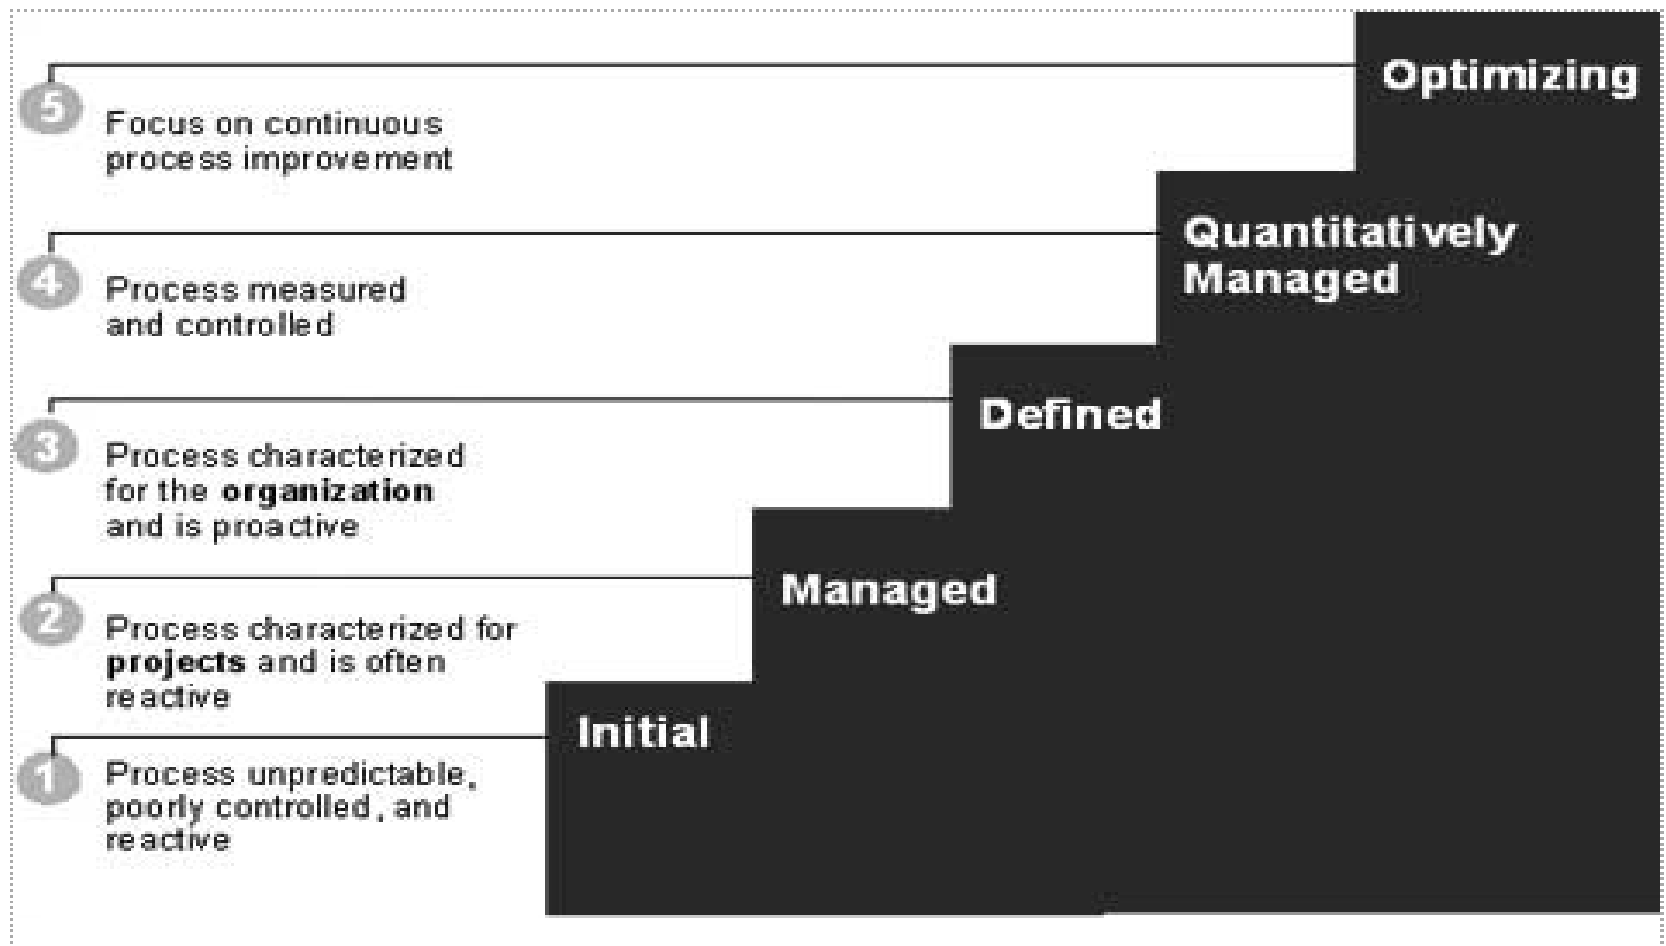 Optimizing
5
Focus on continuous
process improvement
Quantitatively
Managed
4
Process measured
and controlled
Defined
3
Process characterized
for the organization
and is proactive
Managed
2
Process characterized for
projects and is often
reactive
Initial
1
Process unpredictable,
poorly controlled, and
reactive